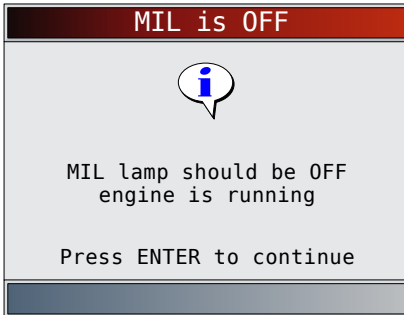 MIL is OFF
i
MIL lamp should be OFF
engine is running
Press ENTER to continue